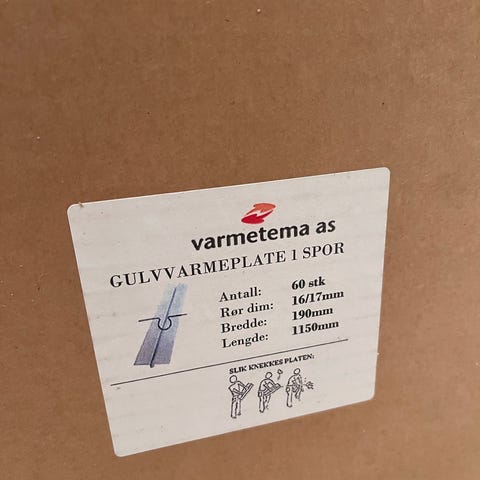 varmetema as
GULVVARMEPLATE 1 SPOR
Antall: 60 stk
Rør dim: 16/17mm
Bredde: 190mm
Lengde: 1150mm
SLIK KNEKKES PLATEN: